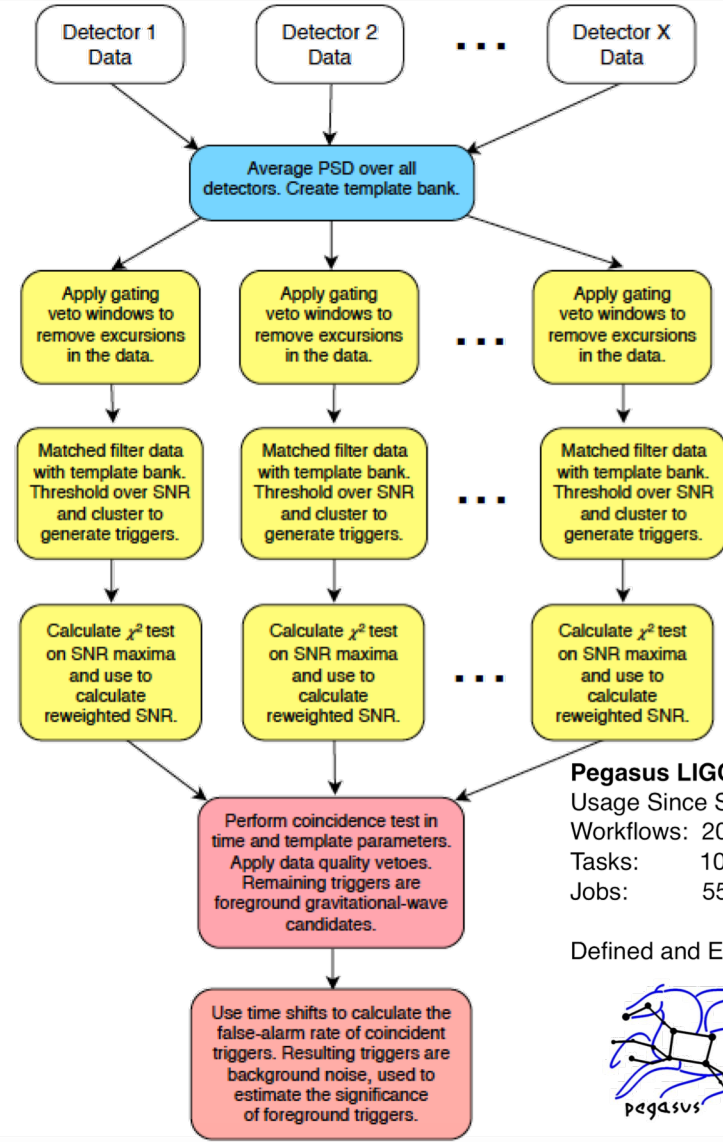 Detector 1
Data
Detector 2
Data
...
Detector X
Data
Average PSD over all
detectors. Create template bank.
Apply gating
veto windows to
remove excursions
in the data.
Apply gating
veto windows to
remove excursions
in the data.
...
Apply gating
veto windows to
remove excursions
in the data.
Matched filter data
with template bank.
Threshold over SNR
and cluster to
generate triggers.
Matched filter data
with template bank.
Threshold over SNR
and cluster to
generate triggers.
...
Matched filter data
with template bank.
Threshold over SNR
and cluster to
generate triggers.
Calculate χ² test
on SNR maxima
and use to
calculate
reweighted SNR.
Calculate χ² test
on SNR maxima
and use to
calculate
reweighted SNR.
...
Calculate χ² test
on SNR maxima
and use to
calculate
reweighted SNR.
Perform coincidence test in
time and template parameters.
Apply data quality vetoes.
Remaining triggers are
foreground gravitational-wave
candidates.
Use time shifts to calculate the
false-alarm rate of coincident
triggers. Resulting triggers are
background noise, used to
estimate the significance
of foreground triggers.
Pegasus
Usage Since
Workflows: 20
Tasks: 10
Jobs: 55
Defined and
pegasus